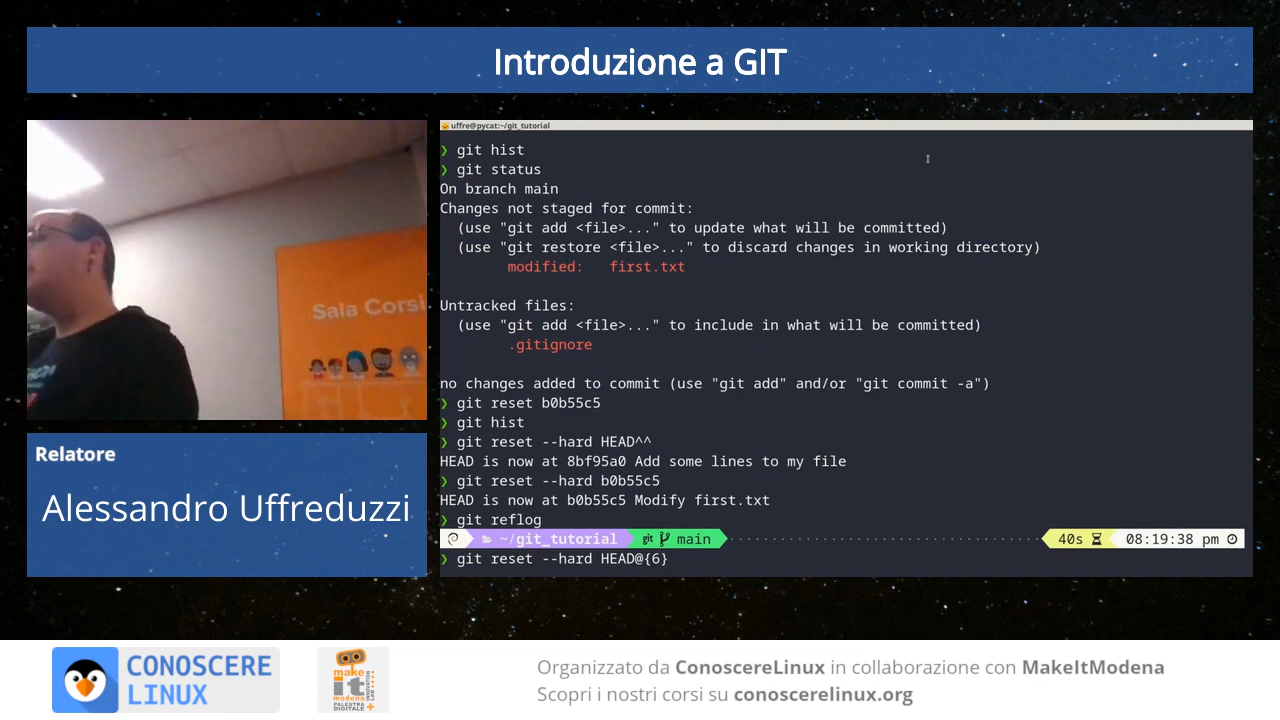 Introduzione a GIT
Sala Corsi
Relatore
Alessandro Uffreduzzi
uffre@pycat:~/git_tutorial
❯ git hist
❯ git status
On branch main
Changes not staged for commit:
  (use "git add <file>..." to update what will be committed)
  (use "git restore <file>..." to discard changes in working directory)
        modified:   first.txt
Untracked files:
  (use "git add <file>..." to include in what will be committed)
        .gitignore
no changes added to commit (use "git add" and/or "git commit -a")
❯ git reset b0b55c5
❯ git hist
❯ git reset --hard HEAD^^
HEAD is now at 8bf95a0 Add some lines to my file
❯ git reset --hard b0b55c5
HEAD is now at b0b55c5 Modify first.txt
❯ git reflog
~/git_tutorial git main 40s 08:19:38 pm
❯ git reset --hard HEAD@{6}
CONOSCERE
LINUX
make
it
modena
PALESTRA
DIGITALE
INNOVATION
LAB
Organizzato da ConoscereLinux in collaborazione con MakeItModena
Scopri i nostri corsi su conoscerelinux.org